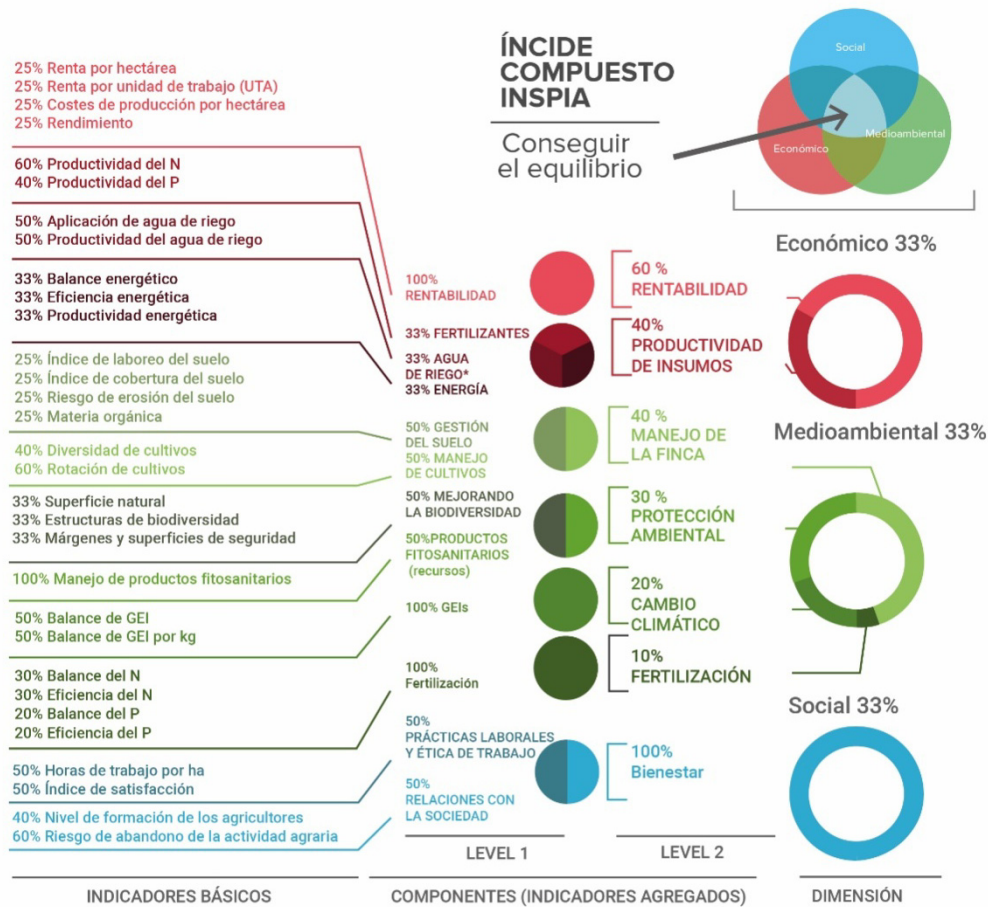 ÍNCIDE
COMPUESTO
INSPIA
Conseguir
el equilibrio
Social
Económico
Medioambiental
25% Renta por hectárea
25% Renta por unidad de trabajo (UTA)
25% Costes de producción por hectárea
25% Rendimiento
60% Productividad del N
40% Productividad del P
50% Aplicación de agua de riego
50% Productividad del agua de riego
33% Balance energético
33% Eficiencia energética
33% Productividad energética
25% Índice de laboreo del suelo
25% Índice de cobertura del suelo
25% Riesgo de erosión del suelo
25% Materia orgánica
40% Diversidad de cultivos
60% Rotación de cultivos
33% Superficie natural
33% Estructuras de biodiversidad
33% Márgenes y superficies de seguridad
100% Manejo de productos fitosanitarios
50% Balance de GEI
50% Balance de GEI por kg
30% Balance del N
30% Eficiencia del N
20% Balance del P
20% Eficiencia del P
50% Horas de trabajo por ha
50% Índice de satisfacción
40% Nivel de formación de los agricultores
60% Riesgo de abandono de la actividad agraria
INDICADORES BÁSICOS
100%
RENTABILIDAD
33% FERTILIZANTES
33% AGUA
DE RIEGO*
33% ENERGÍA
50% GESTIÓN
DEL SUELO
50% MANEJO
DE CULTIVOS
50% MEJORANDO
LA BIODIVERSIDAD
50%PRODUCTOS
FITOSANITARIOS
(recursos)
100% GEIs
100%
Fertilización
50%
PRÁCTICAS LABORALES
Y ÉTICA DE TRABAJO
50%
RELACIONES CON
LA SOCIEDAD
LEVEL 1
60 %
RENTABILIDAD
40%
PRODUCTIVIDAD
DE INSUMOS
40 %
MANEJO DE
LA FINCA
30 %
PROTECCIÓN
AMBIENTAL
20%
CAMBIO
CLIMÁTICO
10%
FERTILIZACIÓN
100%
Bienestar
LEVEL 2
COMPONENTES (INDICADORES AGREGADOS)
Económico 33%
Medioambiental 33%
Social 33%
DIMENSIÓN